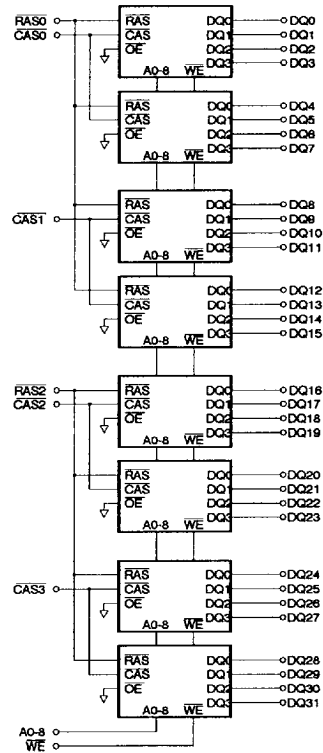 RAS0 RAS DQ0 DQ0
CAS0 CAS DQ1 DQ1
OE DQ2 DQ2
DQ3 DQ3
A0-8 WE
RAS DQ0 DQ4
CAS DQ1 DQ5
OE DQ2 DQ6
DQ3 DQ7
A0-8 WE
RAS DQ0 DQ8
CAS1 CAS DQ1 DQ9
OE DQ2 DQ10
DQ3 DQ11
A0-8 WE
RAS DQ0 DQ12
CAS DQ1 DQ13
OE DQ2 DQ14
DQ3 DQ15
A0-8 WE
RAS2 RAS DQ0 DQ16
CAS2 CAS DQ1 DQ17
OE DQ2 DQ18
DQ3 DQ19
A0-8 WE
RAS DQ0 DQ20
CAS DQ1 DQ21
OE DQ2 DQ22
DQ3 DQ23
A0-8 WE
RAS DQ0 DQ24
CAS3 CAS DQ1 DQ25
OE DQ2 DQ26
DQ3 DQ27
A0-8 WE
RAS DQ0 DQ28
CAS DQ1 DQ29
OE DQ2 DQ30
DQ3 DQ31
A0-8 WE
A0-8
WE